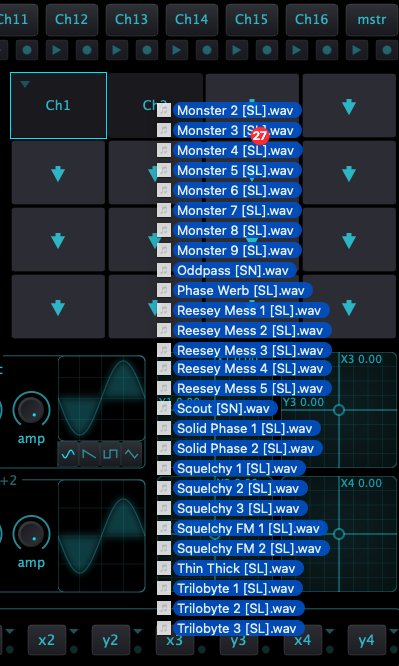 Ch11 Ch12 Ch13 Ch14 Ch15 Ch16 mstr
Ch1
Monster 2 [SL].wav
Monster 3 [SL].wav
27
Monster 4 [SL].wav
Monster 5 [SL].wav
Monster 6 [SL].wav
Monster 7 [SL].wav
Monster 8 [SL].wav
Monster 9 [SL].wav
Oddpass [SN].wav
Phase Werb [SL].wav
Reesey Mess 1 [SL].wav
Reesey Mess 2 [SL].wav
Reesey Mess 3 [SL].wav
X3 0.00
Reesey Mess 4 [SL].wav
Reesey Mess 5 [SL].wav
Scout [SN].wav
Y3 0.00
amp
Solid Phase 1 [SL].wav
Solid Phase 2 [SL].wav
Squelchy 1 [SL].wav
+2
Squelchy 2 [SL].wav
X4 0.00
Squelchy 3 [SL].wav
Squelchy FM 1 [SL].wav
Squelchy FM 2 [SL].wav
amp
Thin Thick [SL].wav
Trilobyte 1 [SL].wav
Trilobyte 2 [SL].wav
Trilobyte 3 [SL].wav
x2 y2 x3 y3 x4 y4